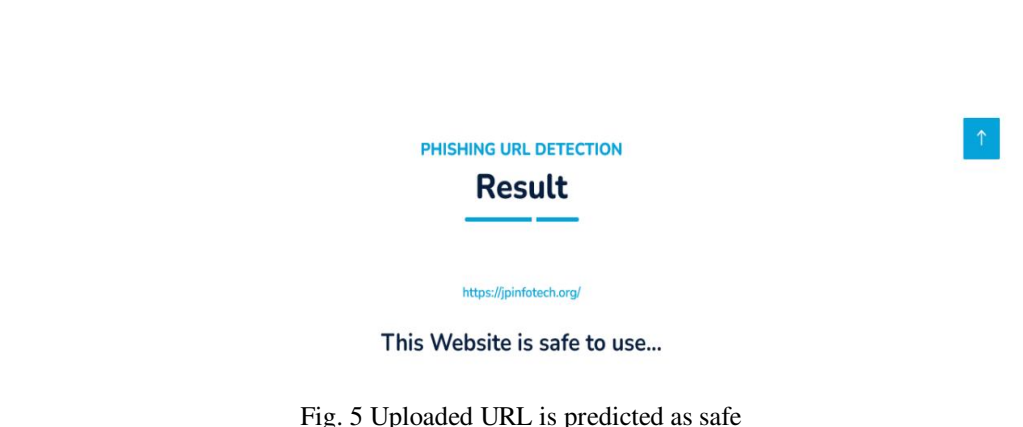 PHISHING URL DETECTION
Result
https://jpinfotech.org/
This Website is safe to use...
Fig. 5 Uploaded URL is predicted as safe